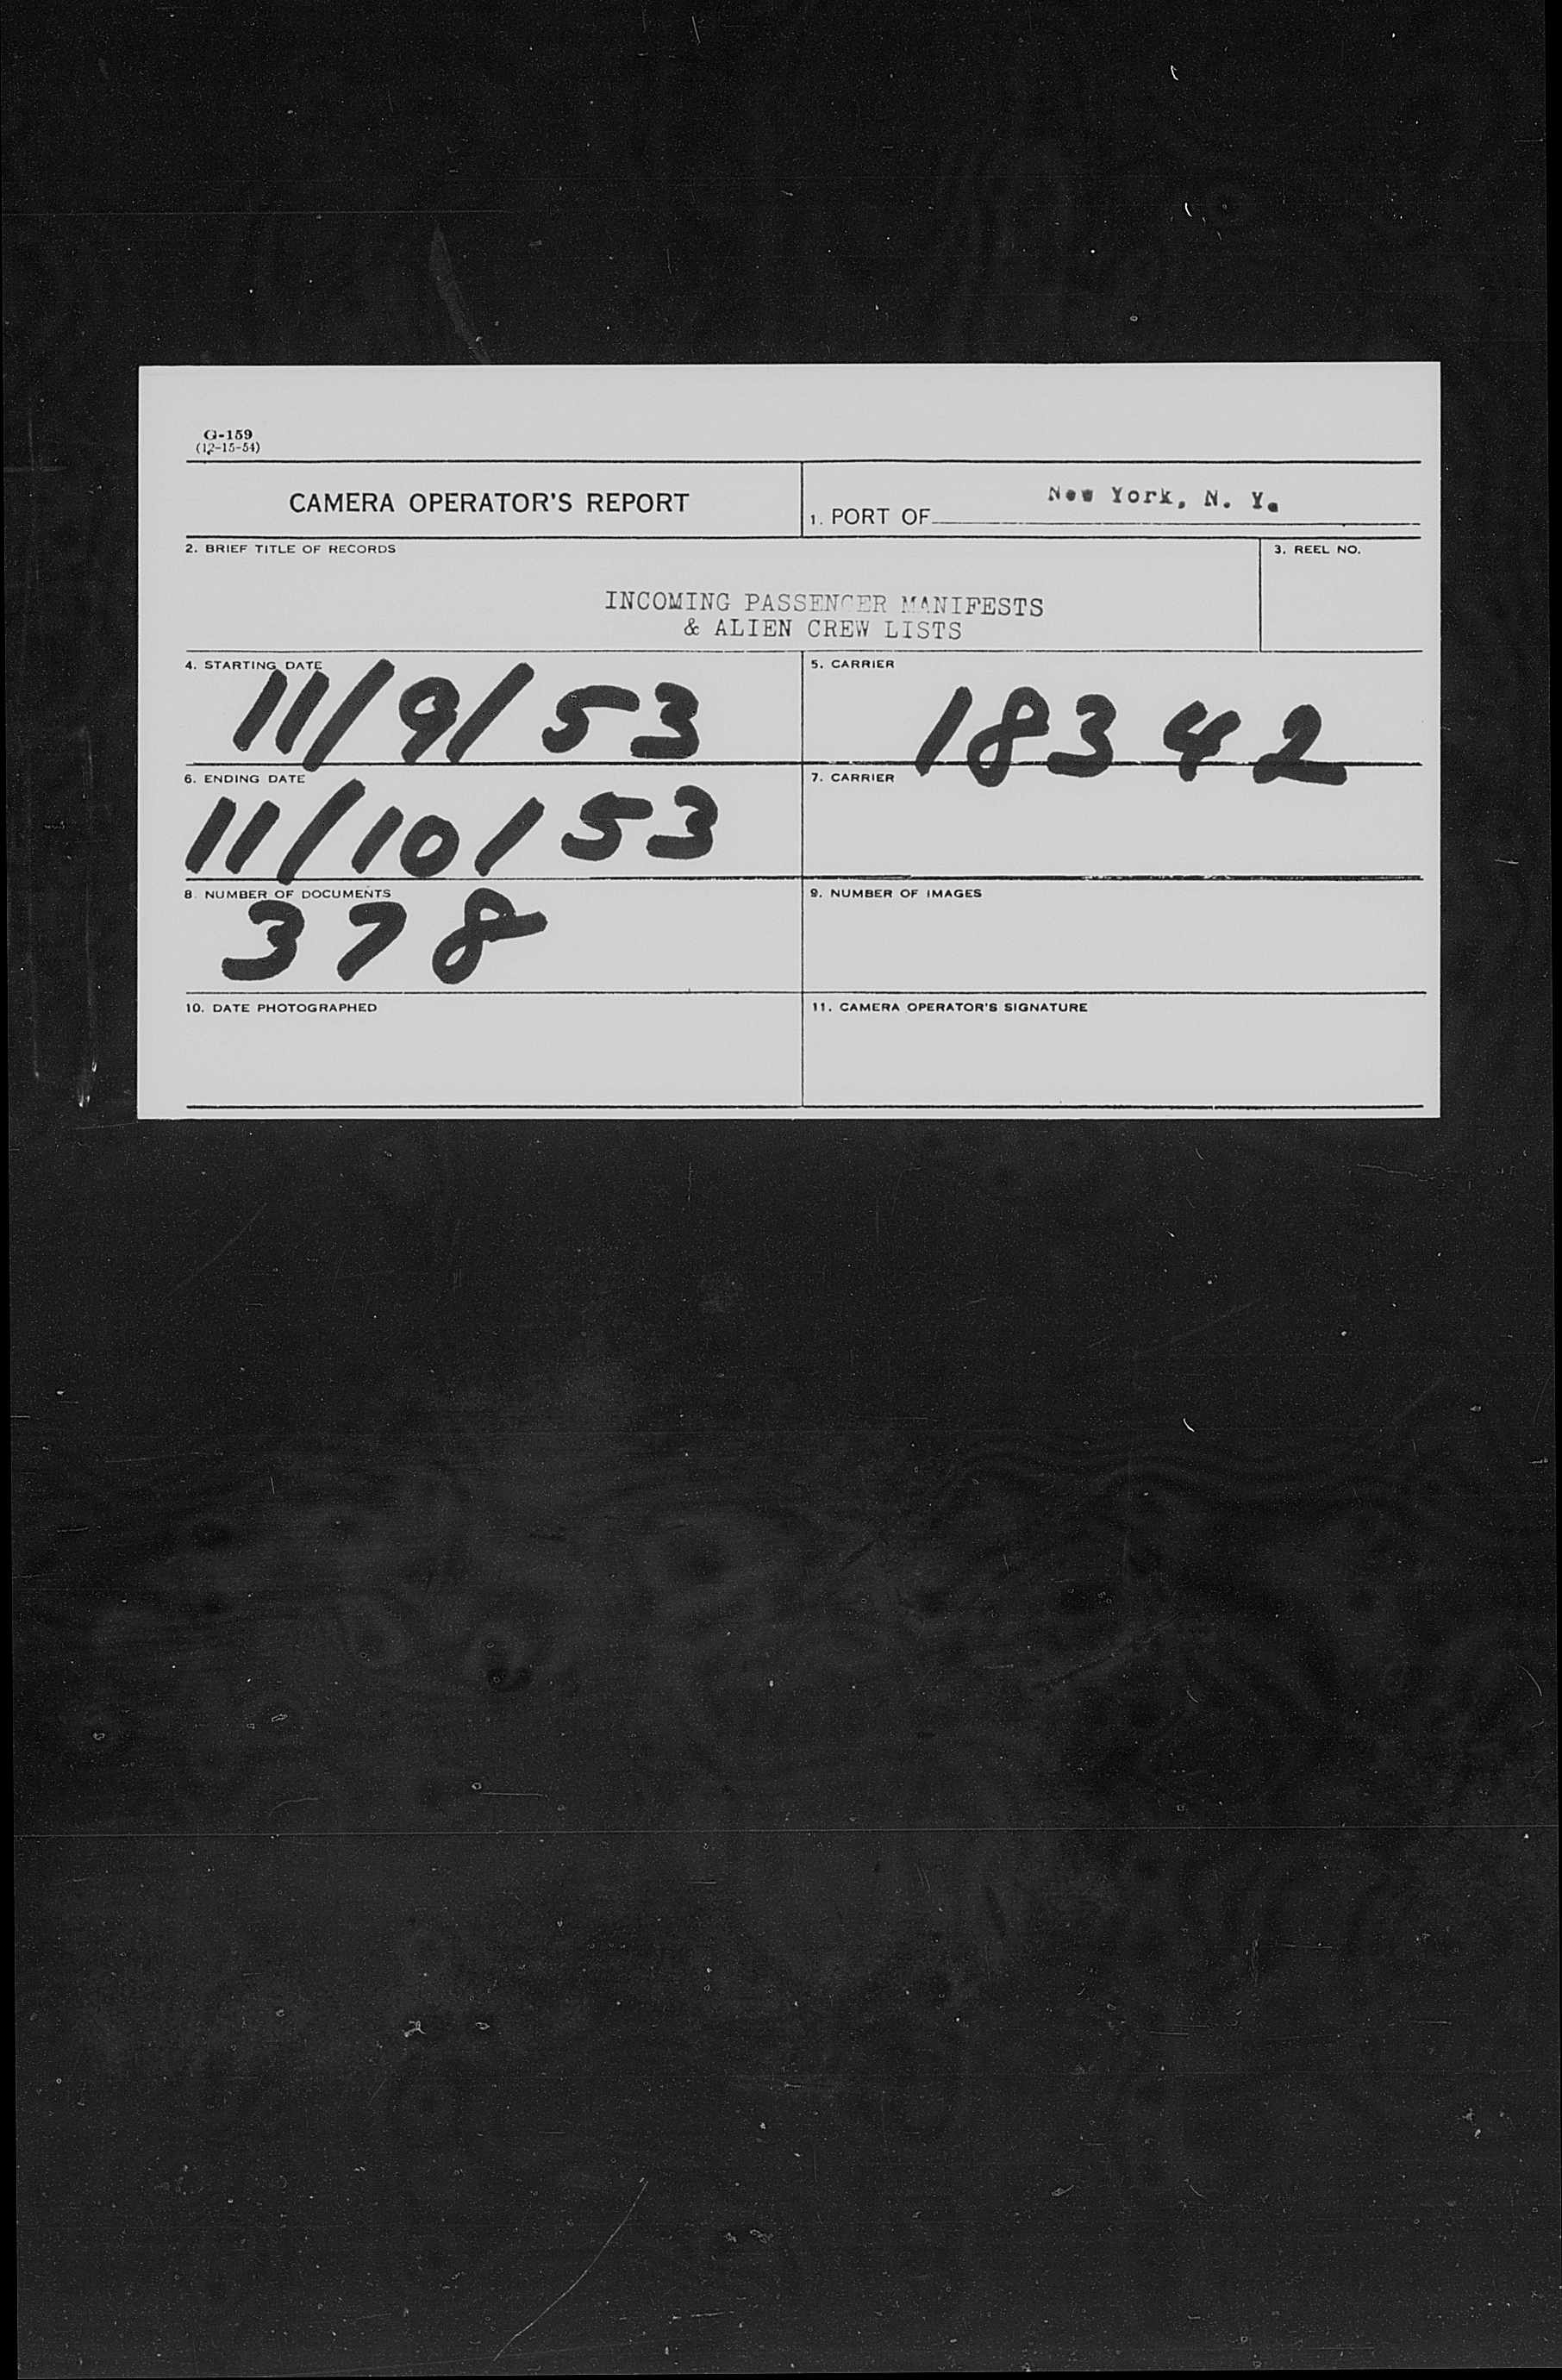 G-159
(12-15-54)
CAMERA OPERATOR'S REPORT
1. PORT OF New York, N. Y.
2. BRIEF TITLE OF RECORDS
3. REEL NO.
INCOMING PASSENGER MANIFESTS
& ALIEN CREW LISTS
4. STARTING DATE
11/9/53
5. CARRIER
18342
6. ENDING DATE
11/10/53
7. CARRIER
8. NUMBER OF DOCUMENTS
378
9. NUMBER OF IMAGES
10. DATE PHOTOGRAPHED
11. CAMERA OPERATOR'S SIGNATURE